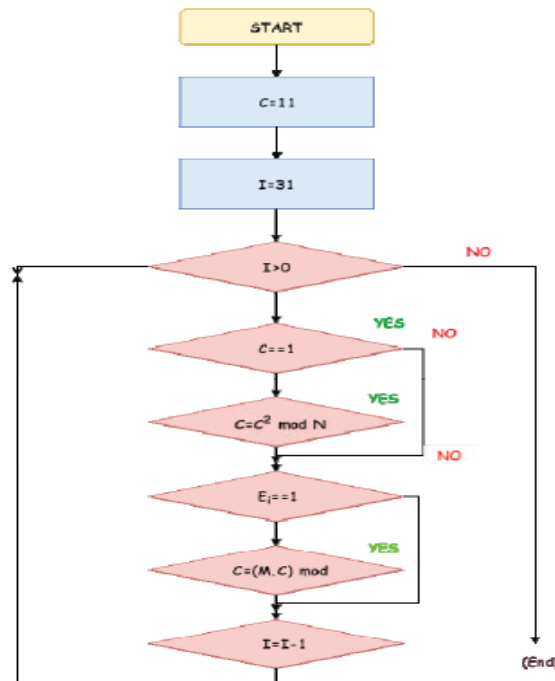 START
C=11
I=31
I>0
NO
YES
C==1
NO
YES
C=C² mod N
NO
Eᵢ==1
YES
C=(M.C) mod
I=I-1
(End)